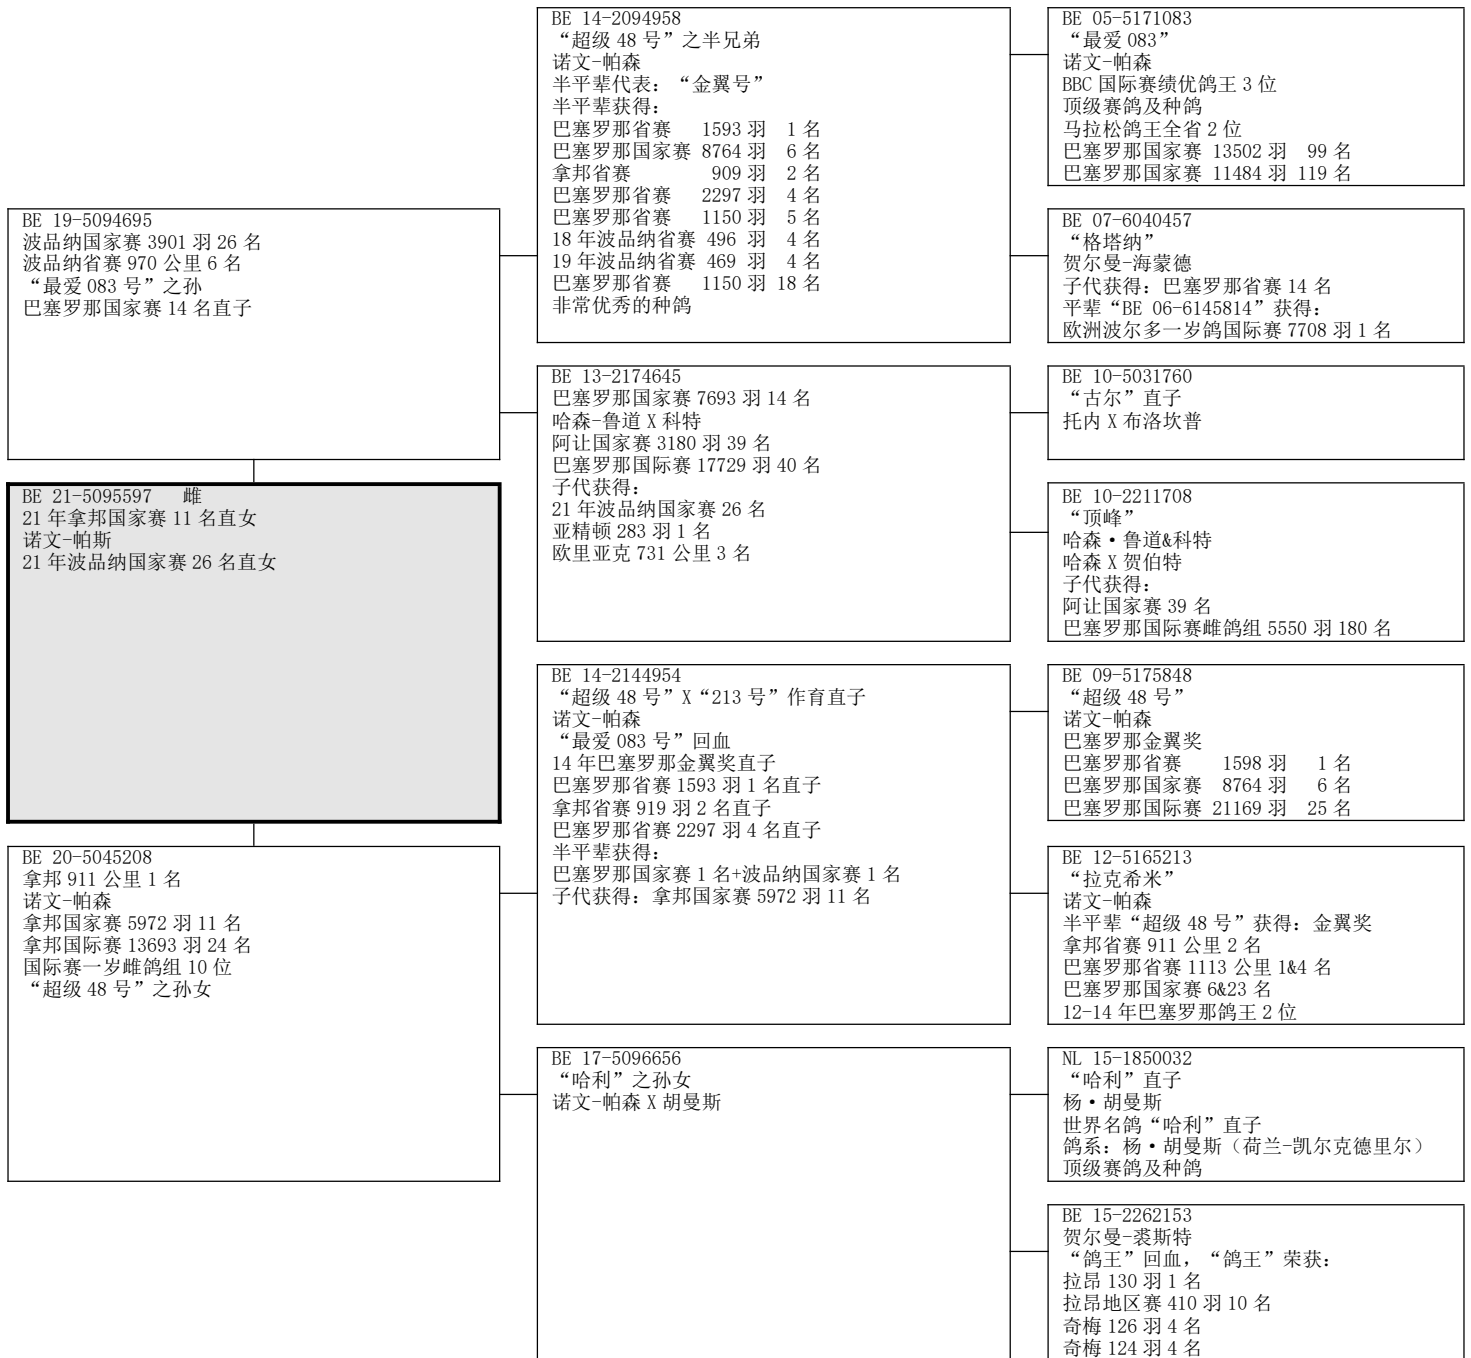 BE 19-5094695
波品纳国家赛 3901 羽 26 名
波品纳省赛 970 公里 6 名
“最爱 083 号”之孙
巴塞罗那国家赛 14 名直子
BE 21-5095597 雌
21 年拿邦国家赛 11 名直女
诺文-帕斯
21 年波品纳国家赛 26 名直女
BE 20-5045208
拿邦 911 公里 1 名
诺文-帕森
拿邦国家赛 5972 羽 11 名
拿邦国际赛 13693 羽 24 名
国际赛一岁雌鸽组 10 位
“超级 48 号”之孙女
BE 14-2094958
“超级 48 号”之半兄弟
诺文-帕森
半平辈代表：“金翼号”
半平辈获得：
巴塞罗那省赛 1593 羽 1 名
巴塞罗那国家赛 8764 羽 6 名
拿邦省赛 909 羽 2 名
巴塞罗那省赛 2297 羽 4 名
巴塞罗那省赛 1150 羽 5 名
18 年波品纳省赛 496 羽 4 名
19 年波品纳省赛 469 羽 4 名
巴塞罗那省赛 1150 羽 18 名
非常优秀的种鸽
BE 13-2174645
巴塞罗那国家赛 7693 羽 14 名
哈森-鲁道 X 科特
阿让国家赛 3180 羽 39 名
巴塞罗那国际赛 17729 羽 40 名
子代获得：
21 年波品纳国家赛 26 名
亚精顿 283 羽 1 名
欧里亚克 731 公里 3 名
BE 14-2144954
“超级 48 号”X“213 号”作育直子
诺文-帕森
“最爱 083 号”回血
14 年巴塞罗那金翼奖直子
巴塞罗那省赛 1593 羽 1 名直子
拿邦省赛 919 羽 2 名直子
巴塞罗那省赛 2297 羽 4 名直子
半平辈获得：
巴塞罗那国家赛 1 名+波品纳国家赛 1 名
子代获得：拿邦国家赛 5972 羽 11 名
BE 17-5096656
“哈利”之孙女
诺文-帕森 X 胡曼斯
BE 05-5171083
“最爱 083”
诺文-帕森
BBC 国际赛绩优鸽王 3 位
顶级赛鸽及种鸽
马拉松鸽王全省 2 位
巴塞罗那国家赛 13502 羽 99 名
巴塞罗那国家赛 11484 羽 119 名
BE 07-6040457
“格塔纳”
贺尔曼-海蒙德
子代获得：巴塞罗那省赛 14 名
平辈“BE 06-6145814”获得：
欧洲波尔多一岁鸽国际赛 7708 羽 1 名
BE 10-5031760
“古尔”直子
托内 X 布洛坎普
BE 10-2211708
“顶峰”
哈森·鲁道&科特
哈森 X 贺伯特
子代获得：
阿让国家赛 39 名
巴塞罗那国际赛雌鸽组 5550 羽 180 名
BE 09-5175848
“超级 48 号”
诺文-帕森
巴塞罗那金翼奖
巴塞罗那省赛 1598 羽 1 名
巴塞罗那国家赛 8764 羽 6 名
巴塞罗那国际赛 21169 羽 25 名
BE 12-5165213
“拉克希米”
诺文-帕森
半平辈“超级 48 号”获得：金翼奖
拿邦省赛 911 公里 2 名
巴塞罗那省赛 1113 公里 1&4 名
巴塞罗那国家赛 6&23 名
12-14 年巴塞罗那鸽王 2 位
NL 15-1850032
“哈利”直子
杨·胡曼斯
世界名鸽“哈利”直子
鸽系：杨·胡曼斯（荷兰-凯尔克德里尔）
顶级赛鸽及种鸽
BE 15-2262153
贺尔曼-裘斯特
“鸽王”回血，“鸽王”荣获：
拉昂 130 羽 1 名
拉昂地区赛 410 羽 10 名
奇梅 126 羽 4 名
奇梅 124 羽 4 名